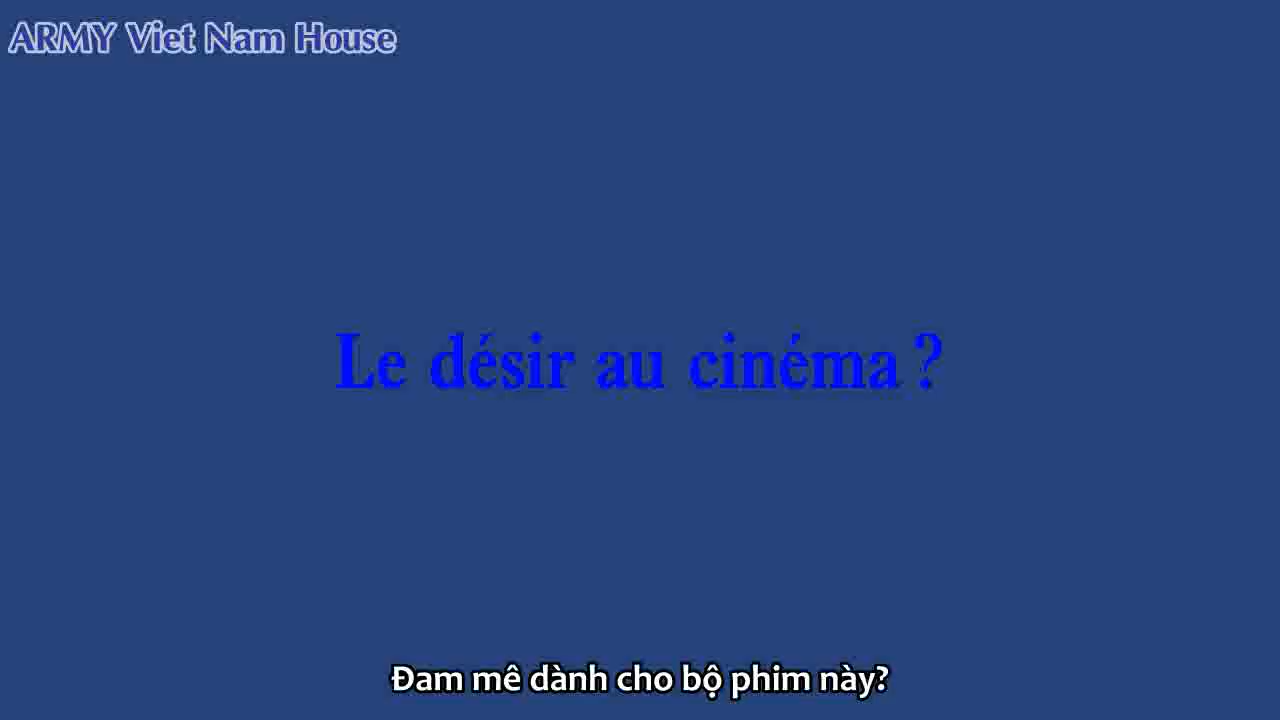 ARMY Viet Nam House
Le désir au cinéma ?
Đam mê dành cho bộ phim này?